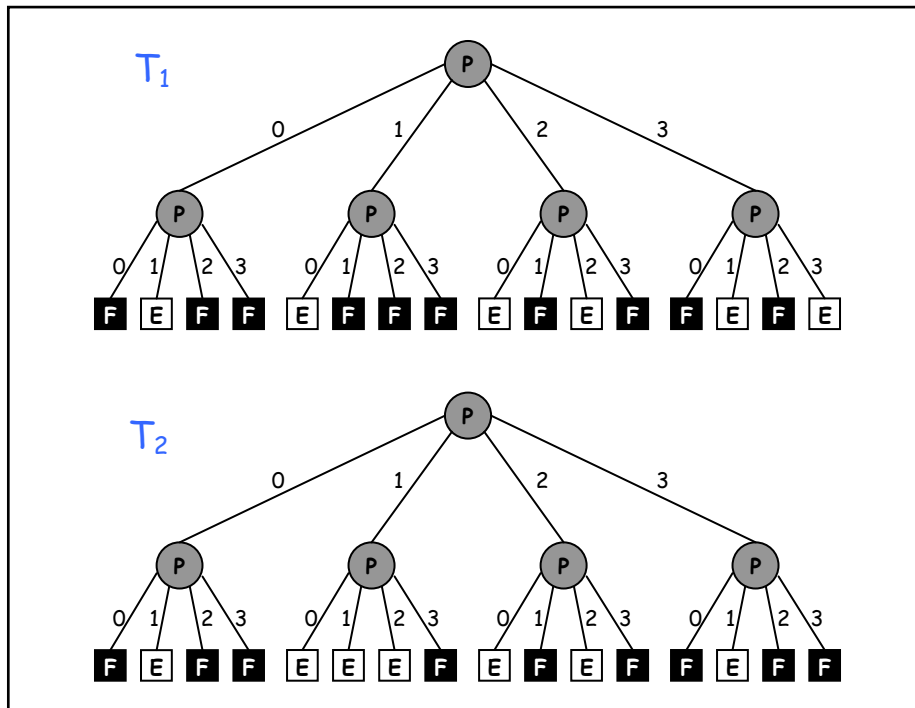 T1
P
0 1 2 3
P P P P
0 1 2 3 0 1 2 3 0 1 2 3 0 1 2 3
F E F F E F F F E F E F F E F E
T2
P
0 1 2 3
P P P P
0 1 2 3 0 1 2 3 0 1 2 3 0 1 2 3
F E F F E E E F E F E F F E F F